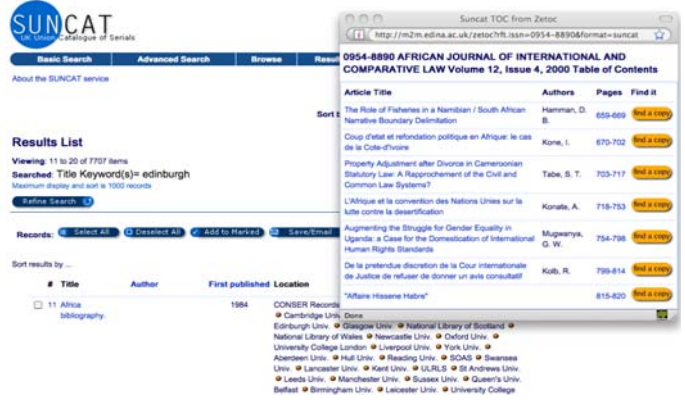 SUNCAT
UK Union Catalogue of Serials
Basic Search Advanced Search Browse Resul
About the SUNCAT service
Sort b
Results List
Viewing: 11 to 20 of 7707 items
Searched: Title Keyword(s)= edinburgh
Maximum display and sort is 1000 records
Refine Search
Records: Select All Deselect All Add to Marked Save/Email
Sort results by ...
# Title Author First published Location
11 Africa bibliography. 1984 CONSER Records
Cambridge Univ.
Edinburgh Univ. Glasgow Univ. National Library of Scotland
National Library of Wales Newcastle Univ. Oxford Univ.
University College London Liverpool Univ. York Univ.
Aberdeen Univ. Hull Univ. Reading Univ. SOAS Swansea
Univ. Univ. Lancaster Univ. Kent Univ. ULRLS St Andrews Univ.
Leeds Univ. Manchester Univ. Sussex Univ. Queen's Univ.
Belfast Birmingham Univ. Leicester Univ. University College
Suncat TOC from Zetoc
http://m2m.edina.ac.uk/zetoc?rft.issn=0954-8890&format=suncat
0954-8890 AFRICAN JOURNAL OF INTERNATIONAL AND
COMPARATIVE LAW Volume 12, Issue 4, 2000 Table of Contents
Article Title Authors Pages Find it
The Role of Fisheries in a Namibian / South African
Narrative Boundary Delimitation
Hamman, D.
B.
659-669 find a copy
Coup d'etat et refondation politique en Afrique: le cas
de la Cote-d'Ivoire
Kone, I. 670-702 find a copy
Property Adjustment after Divorce in Cameroonian
Statutory Law: A Rapprochement of the Civil and
Common Law Systems?
Tabe, S. T. 703-717 find a copy
L'Afrique et la convention des Nations Unies sur la
lutte contre la desertification
Konate, A. 718-753 find a copy
Augmenting the Struggle for Gender Equality in
Uganda: a Case for the Domestication of International
Human Rights Standards
Mugwanya,
G. W.
754-798 find a copy
De la pretendue discretion de la Cour internationale
de Justice de refuser de donner un avis consultatif
Kolb, R. 799-814 find a copy
"Affaire Hissene Habre" 815-820 find a copy
Done